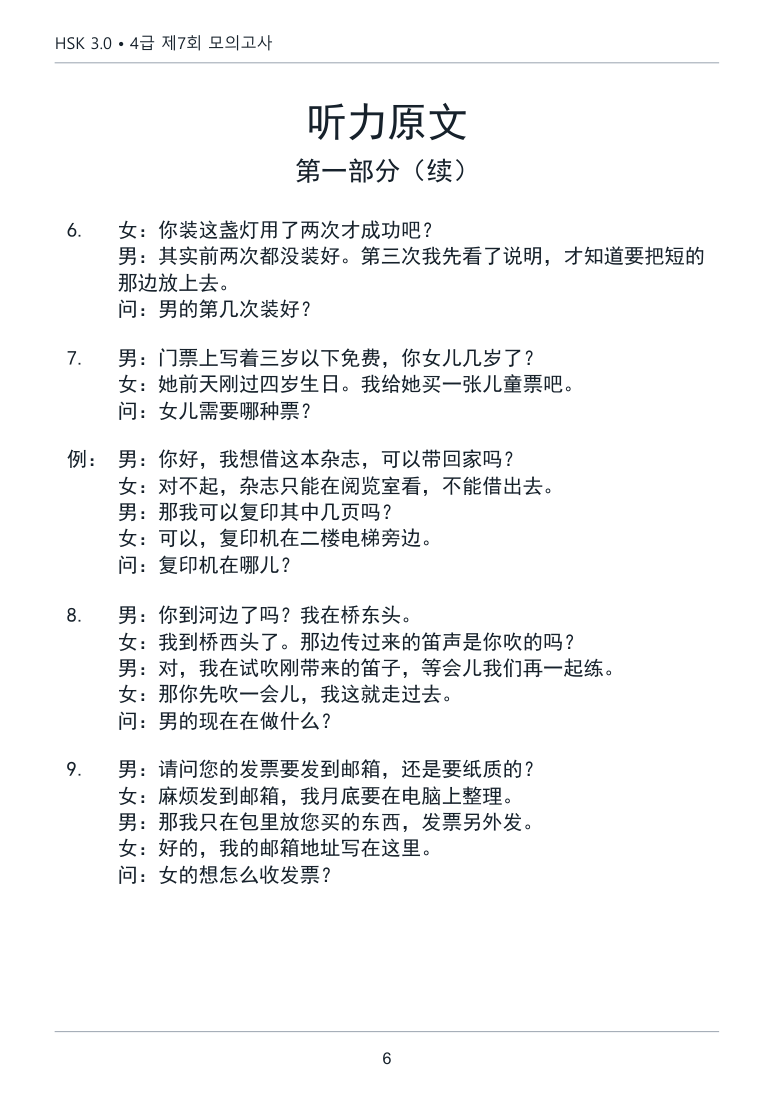 HSK 3.0 • 4급 제7회 모의고사
听力原文
第一部分（续）
6. 女：你装这盏灯用了两次才成功吧？
男：其实前两次都没装好。第三次我先看了说明，才知道要把短的
那边放上去。
问：男的第几次装好？
7. 男：门票上写着三岁以下免费，你女儿几岁了？
女：她前天刚过四岁生日。我给她买一张儿童票吧。
问：女儿需要哪种票？
例： 男：你好，我想借这本杂志，可以带回家吗？
女：对不起，杂志只能在阅览室看，不能借出去。
男：那我可以复印其中几页吗？
女：可以，复印机在二楼电梯旁边。
问：复印机在哪儿？
8. 男：你到河边了吗？我在桥东头。
女：我到桥西头了。那边传过来的笛声是你吹的吗？
男：对，我在试吹刚带来的笛子，等会儿我们再一起练。
女：那你先吹一会儿，我这就走过去。
问：男的现在在做什么？
9. 男：请问您的发票要发到邮箱，还是要纸质的？
女：麻烦发到邮箱，我月底要在电脑上整理。
男：那我只在包里放您买的东西，发票另外发。
女：好的，我的邮箱地址写在这里。
问：女的想怎么收发票？
6